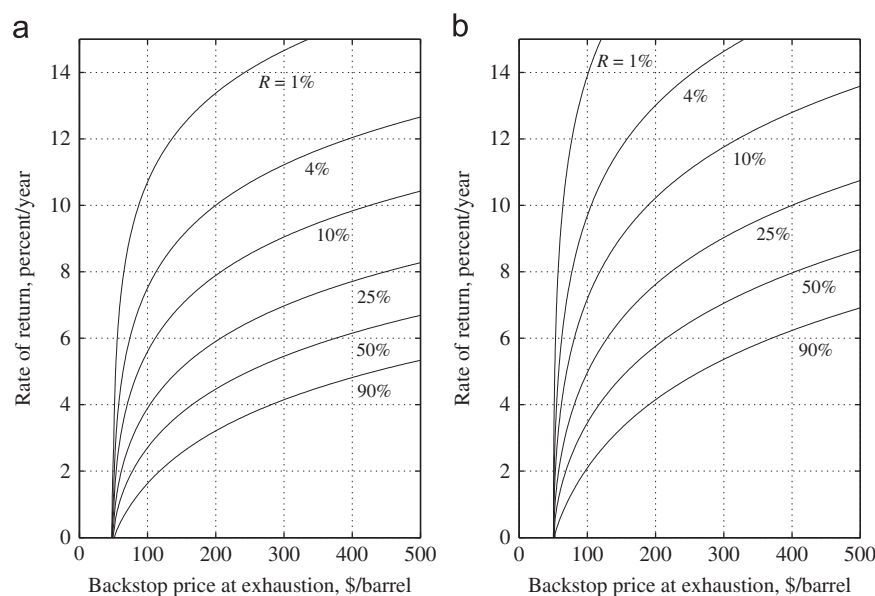 a
14
12
10
8
6
4
2
0
Rate of return, percent/year
R = 1%
4%
10%
25%
50%
90%
0 100 200 300 400 500
Backstop price at exhaustion, $/barrel
b
14
12
10
8
6
4
2
0
Rate of return, percent/year
R = 1%
4%
10%
25%
50%
90%
0 100 200 300 400 500
Backstop price at exhaustion, $/barrel